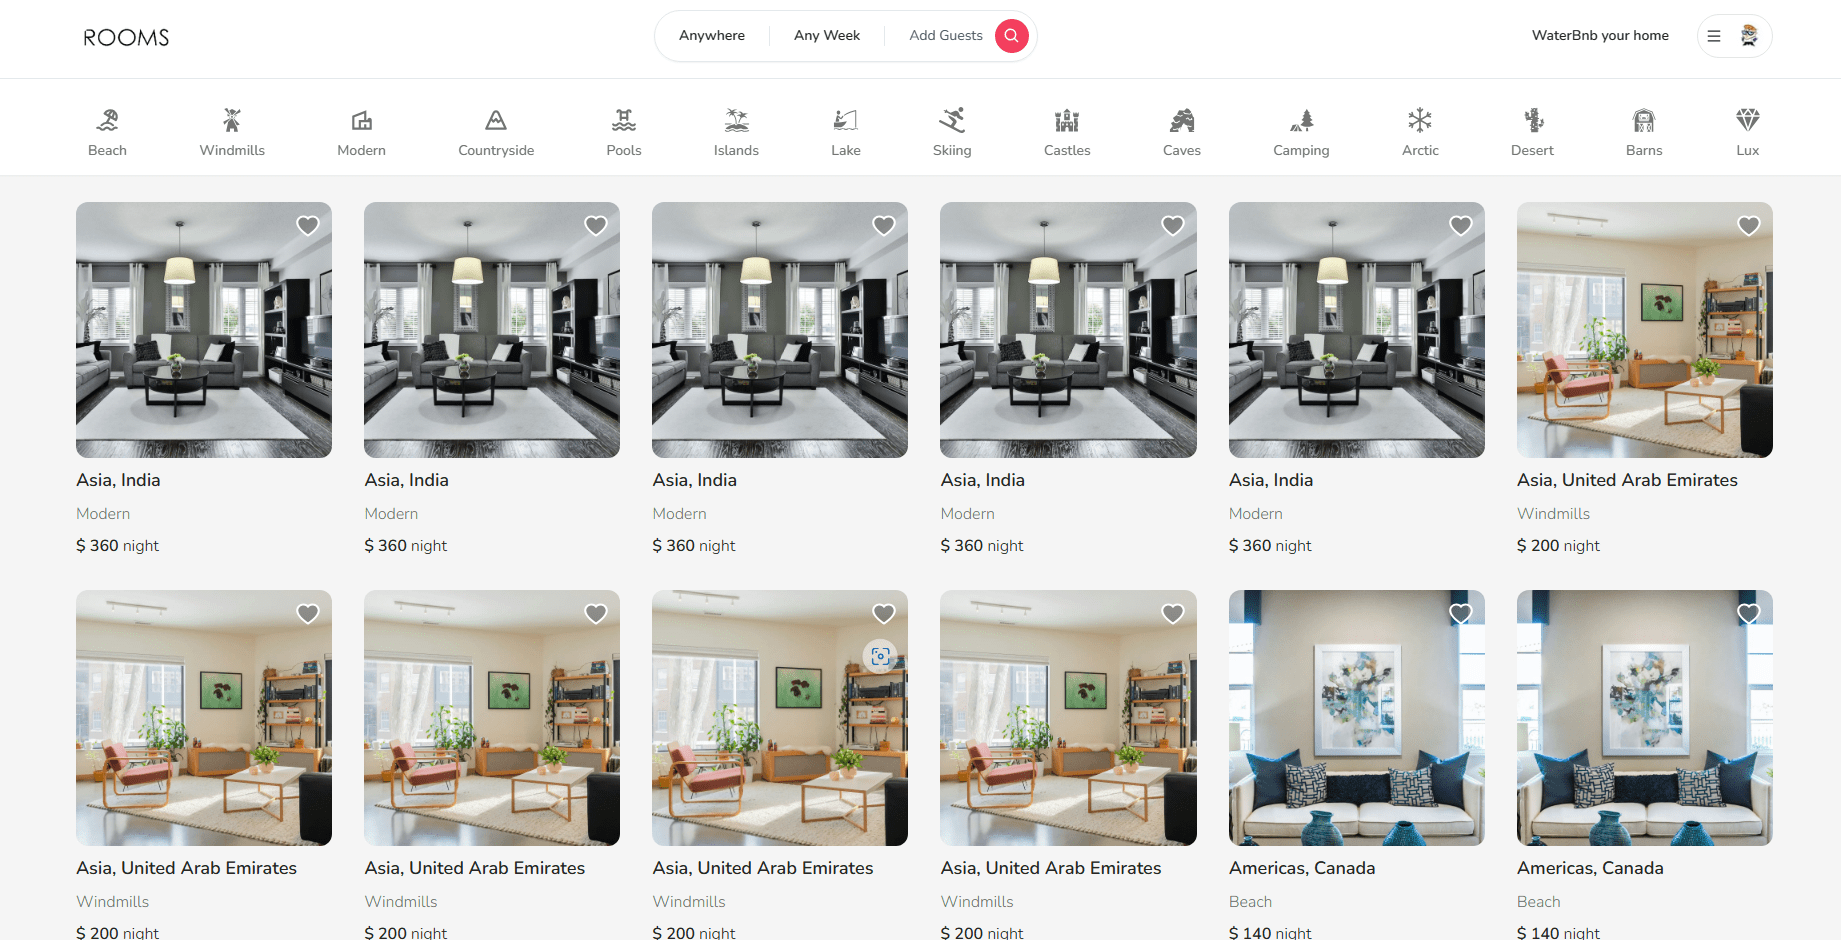 ROOMS
Anywhere Any Week Add Guests
WaterBnb your home
Beach Windmills Modern Countryside Pools Islands Lake Skiing Castles Caves Camping Arctic Desert Barns Lux
Asia, India Asia, India Asia, India Asia, India Asia, India Asia, United Arab Emirates
Modern Modern Modern Modern Modern Windmills
$ 360 night $ 360 night $ 360 night $ 360 night $ 360 night $ 200 night
Asia, United Arab Emirates Asia, United Arab Emirates Asia, United Arab Emirates Asia, United Arab Emirates Americas, Canada Americas, Canada
Windmills Windmills Windmills Windmills Beach Beach
$ 200 night $ 200 night $ 200 night $ 200 night $ 140 night $ 140 night